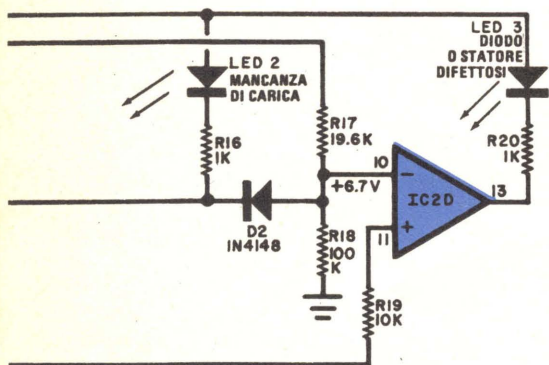 LED 3
DIODO
O STATORE
DIFETTOSI
LED 2
MANCANZA
DI CARICA
R16
1K
R17
19.6K
R20
1K
10
13
+6.7V
−
IC2D
11
+
D2
1N4148
R18
100
K
R19
10K